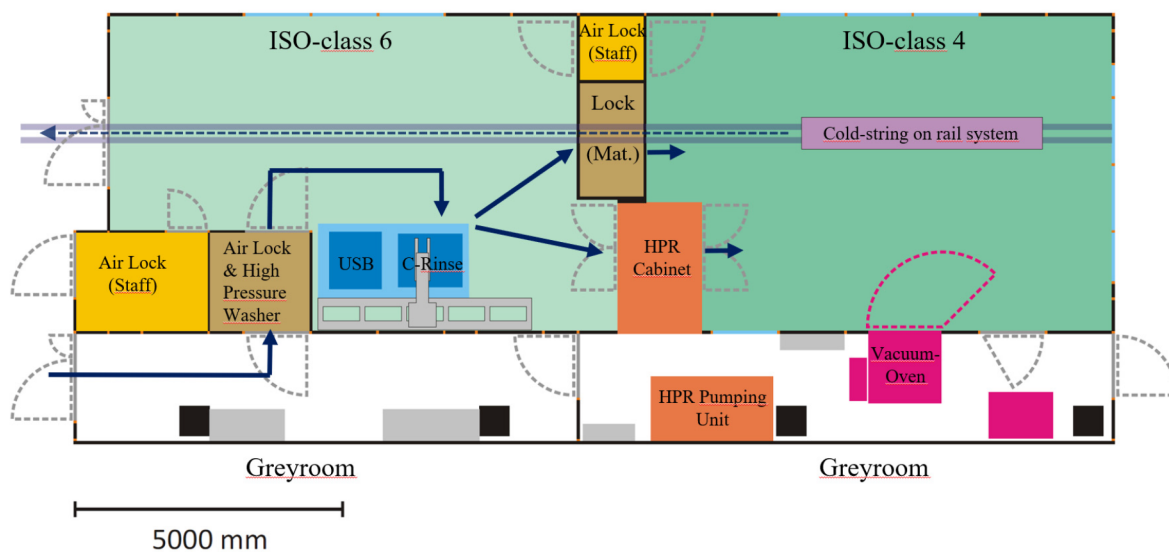 ISO-class 6
Air Lock
(Staff)
ISO-class 4
Lock
(Mat.)
Cold-string on rail system
Air Lock
(Staff)
Air Lock
& High
Pressure
Washer
USB
C-Rinse
HPR
Cabinet
Vacuum-
Oven
HPR Pumping
Unit
Greyroom
Greyroom
5000 mm